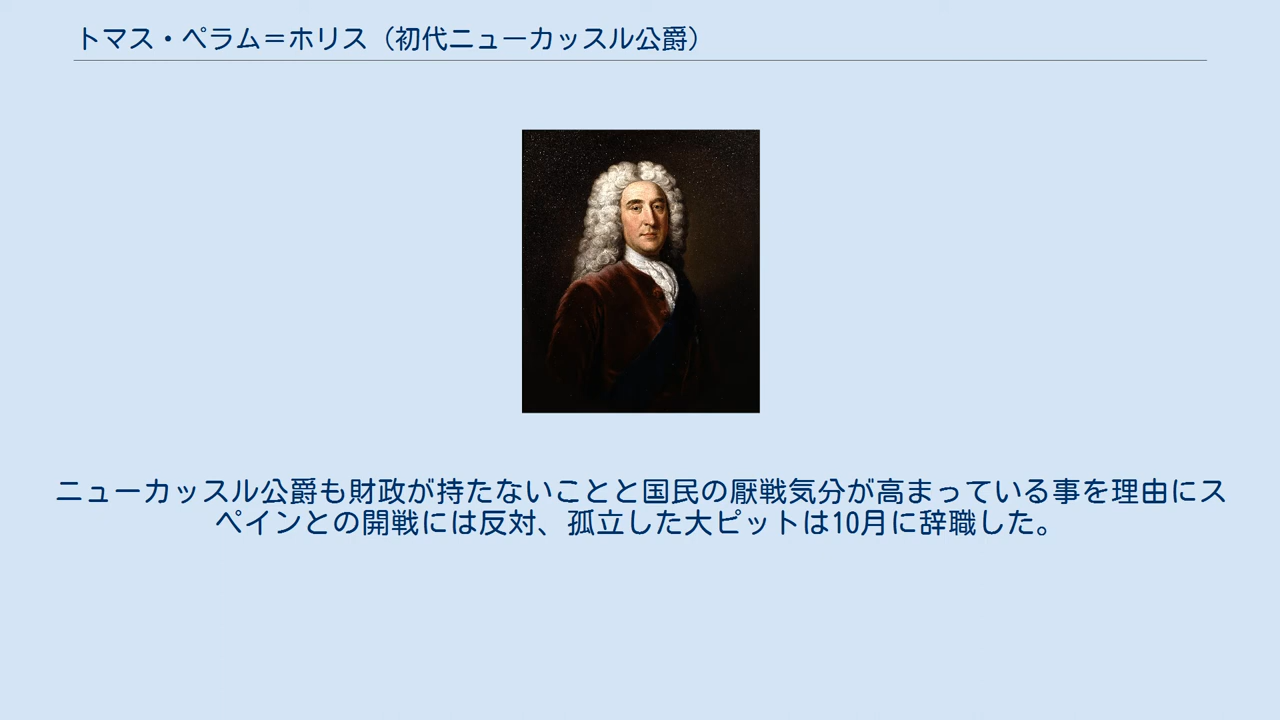 トマス・ペラム＝ホリス（初代ニューカッスル公爵）
ニューカッスル公爵も財政が持たないことと国民の厭戦気分が高まっている事を理由にス
ペインとの開戦には反対、孤立した大ピットは10月に辞職した。